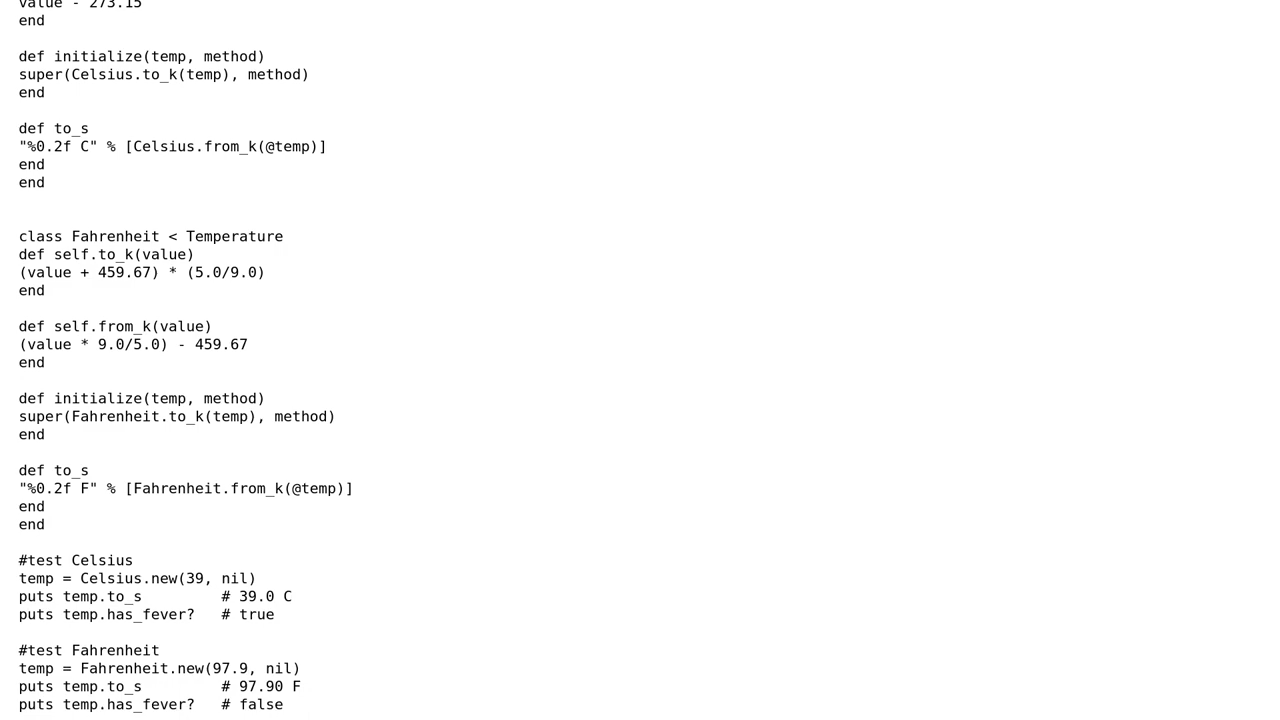 value - 273.15
end

def initialize(temp, method)
super(Celsius.to_k(temp), method)
end

def to_s
"%0.2f C" % [Celsius.from_k(@temp)]
end
end


class Fahrenheit < Temperature
def self.to_k(value)
(value + 459.67) * (5.0/9.0)
end

def self.from_k(value)
(value * 9.0/5.0) - 459.67
end

def initialize(temp, method)
super(Fahrenheit.to_k(temp), method)
end

def to_s
"%0.2f F" % [Fahrenheit.from_k(@temp)]
end
end

#test Celsius
temp = Celsius.new(39, nil)
puts temp.to_s         # 39.0 C
puts temp.has_fever?   # true

#test Fahrenheit
temp = Fahrenheit.new(97.9, nil)
puts temp.to_s         # 97.90 F
puts temp.has_fever?   # false